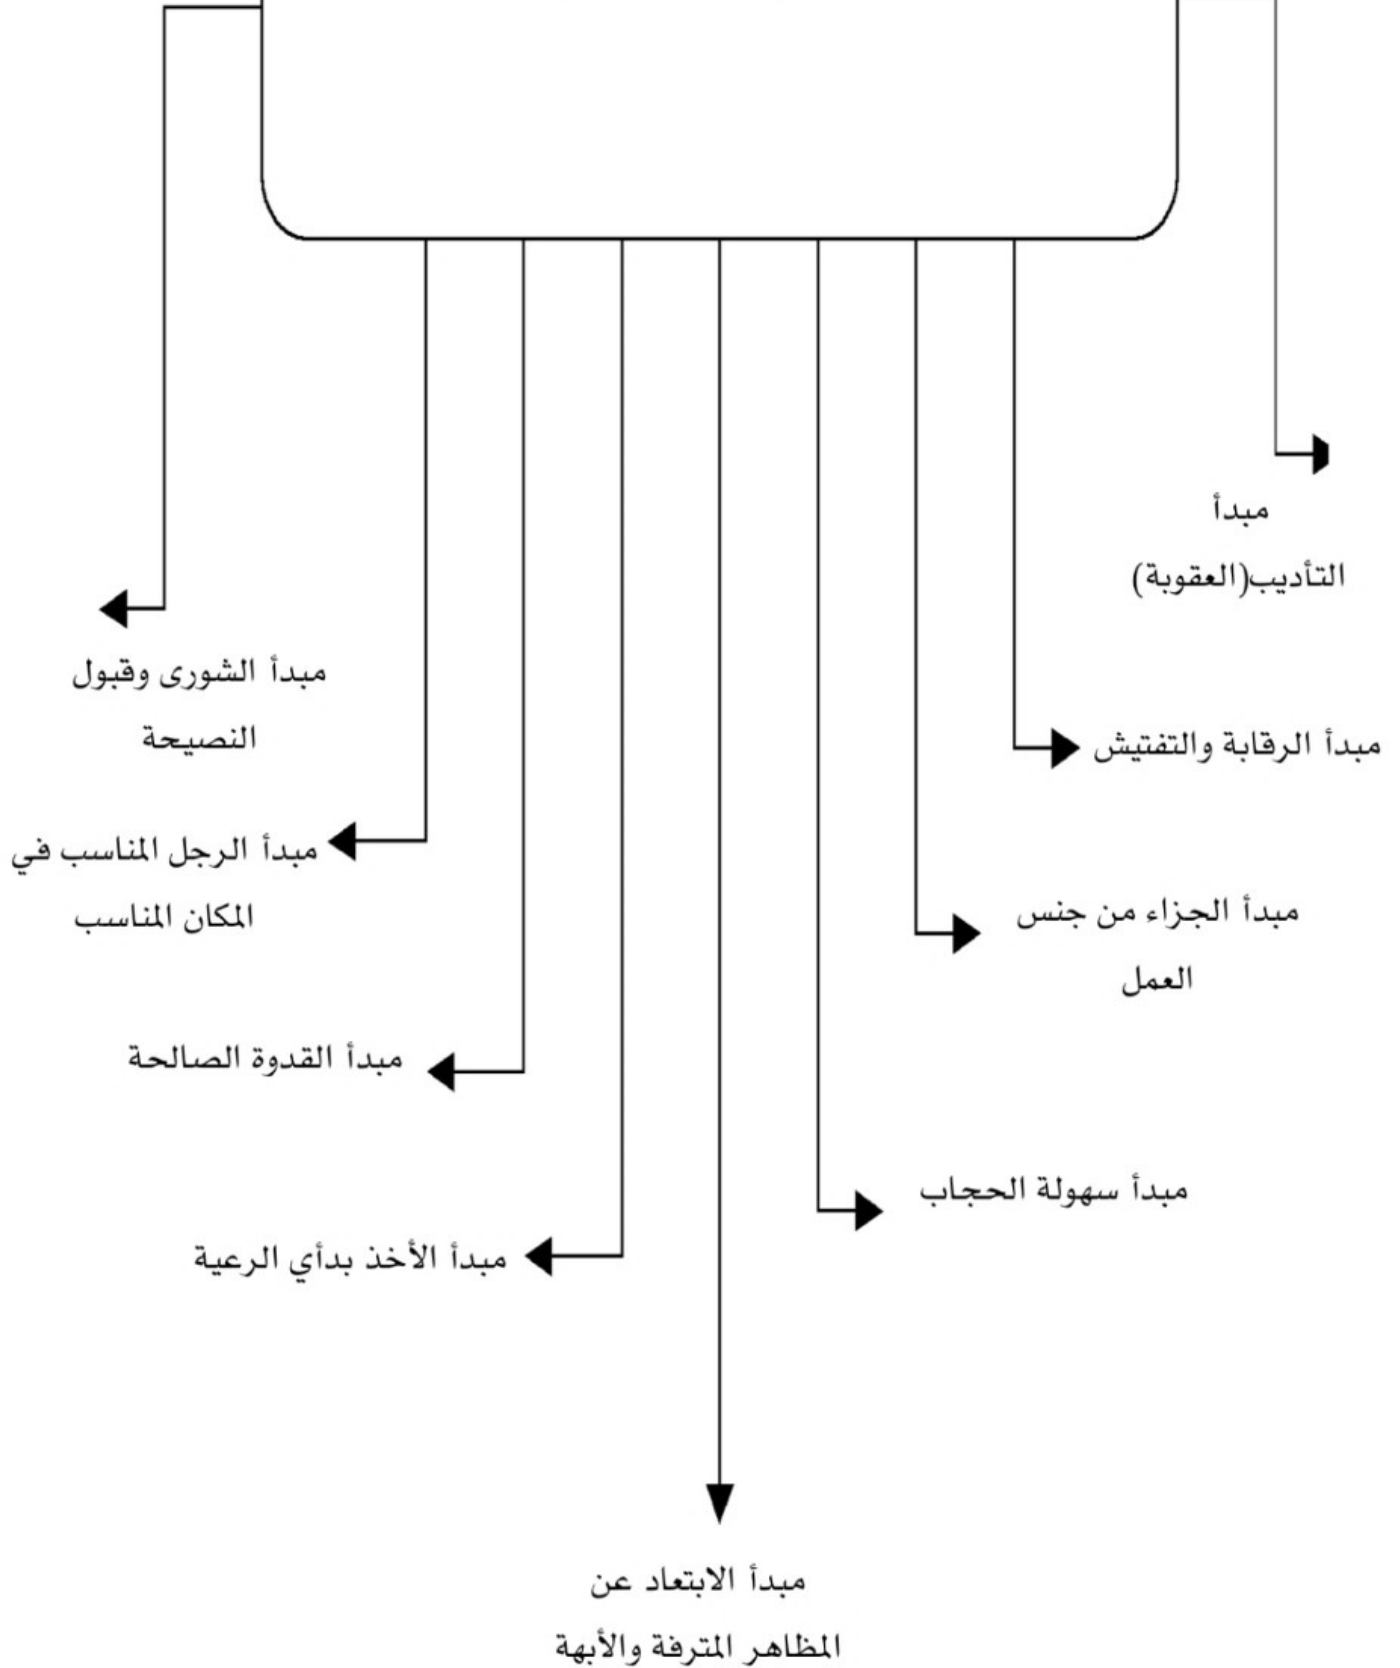 مبدأ
التأديب(العقوبة)
مبدأ الشورى وقبول
النصيحة
مبدأ الرقابة والتفتيش
مبدأ الرجل المناسب في
المكان المناسب
مبدأ الجزاء من جنس
العمل
مبدأ القدوة الصالحة
مبدأ سهولة الحجاب
مبدأ الأخذ بدأي الرعية
مبدأ الابتعاد عن
المظاهر المترفة والأبهة